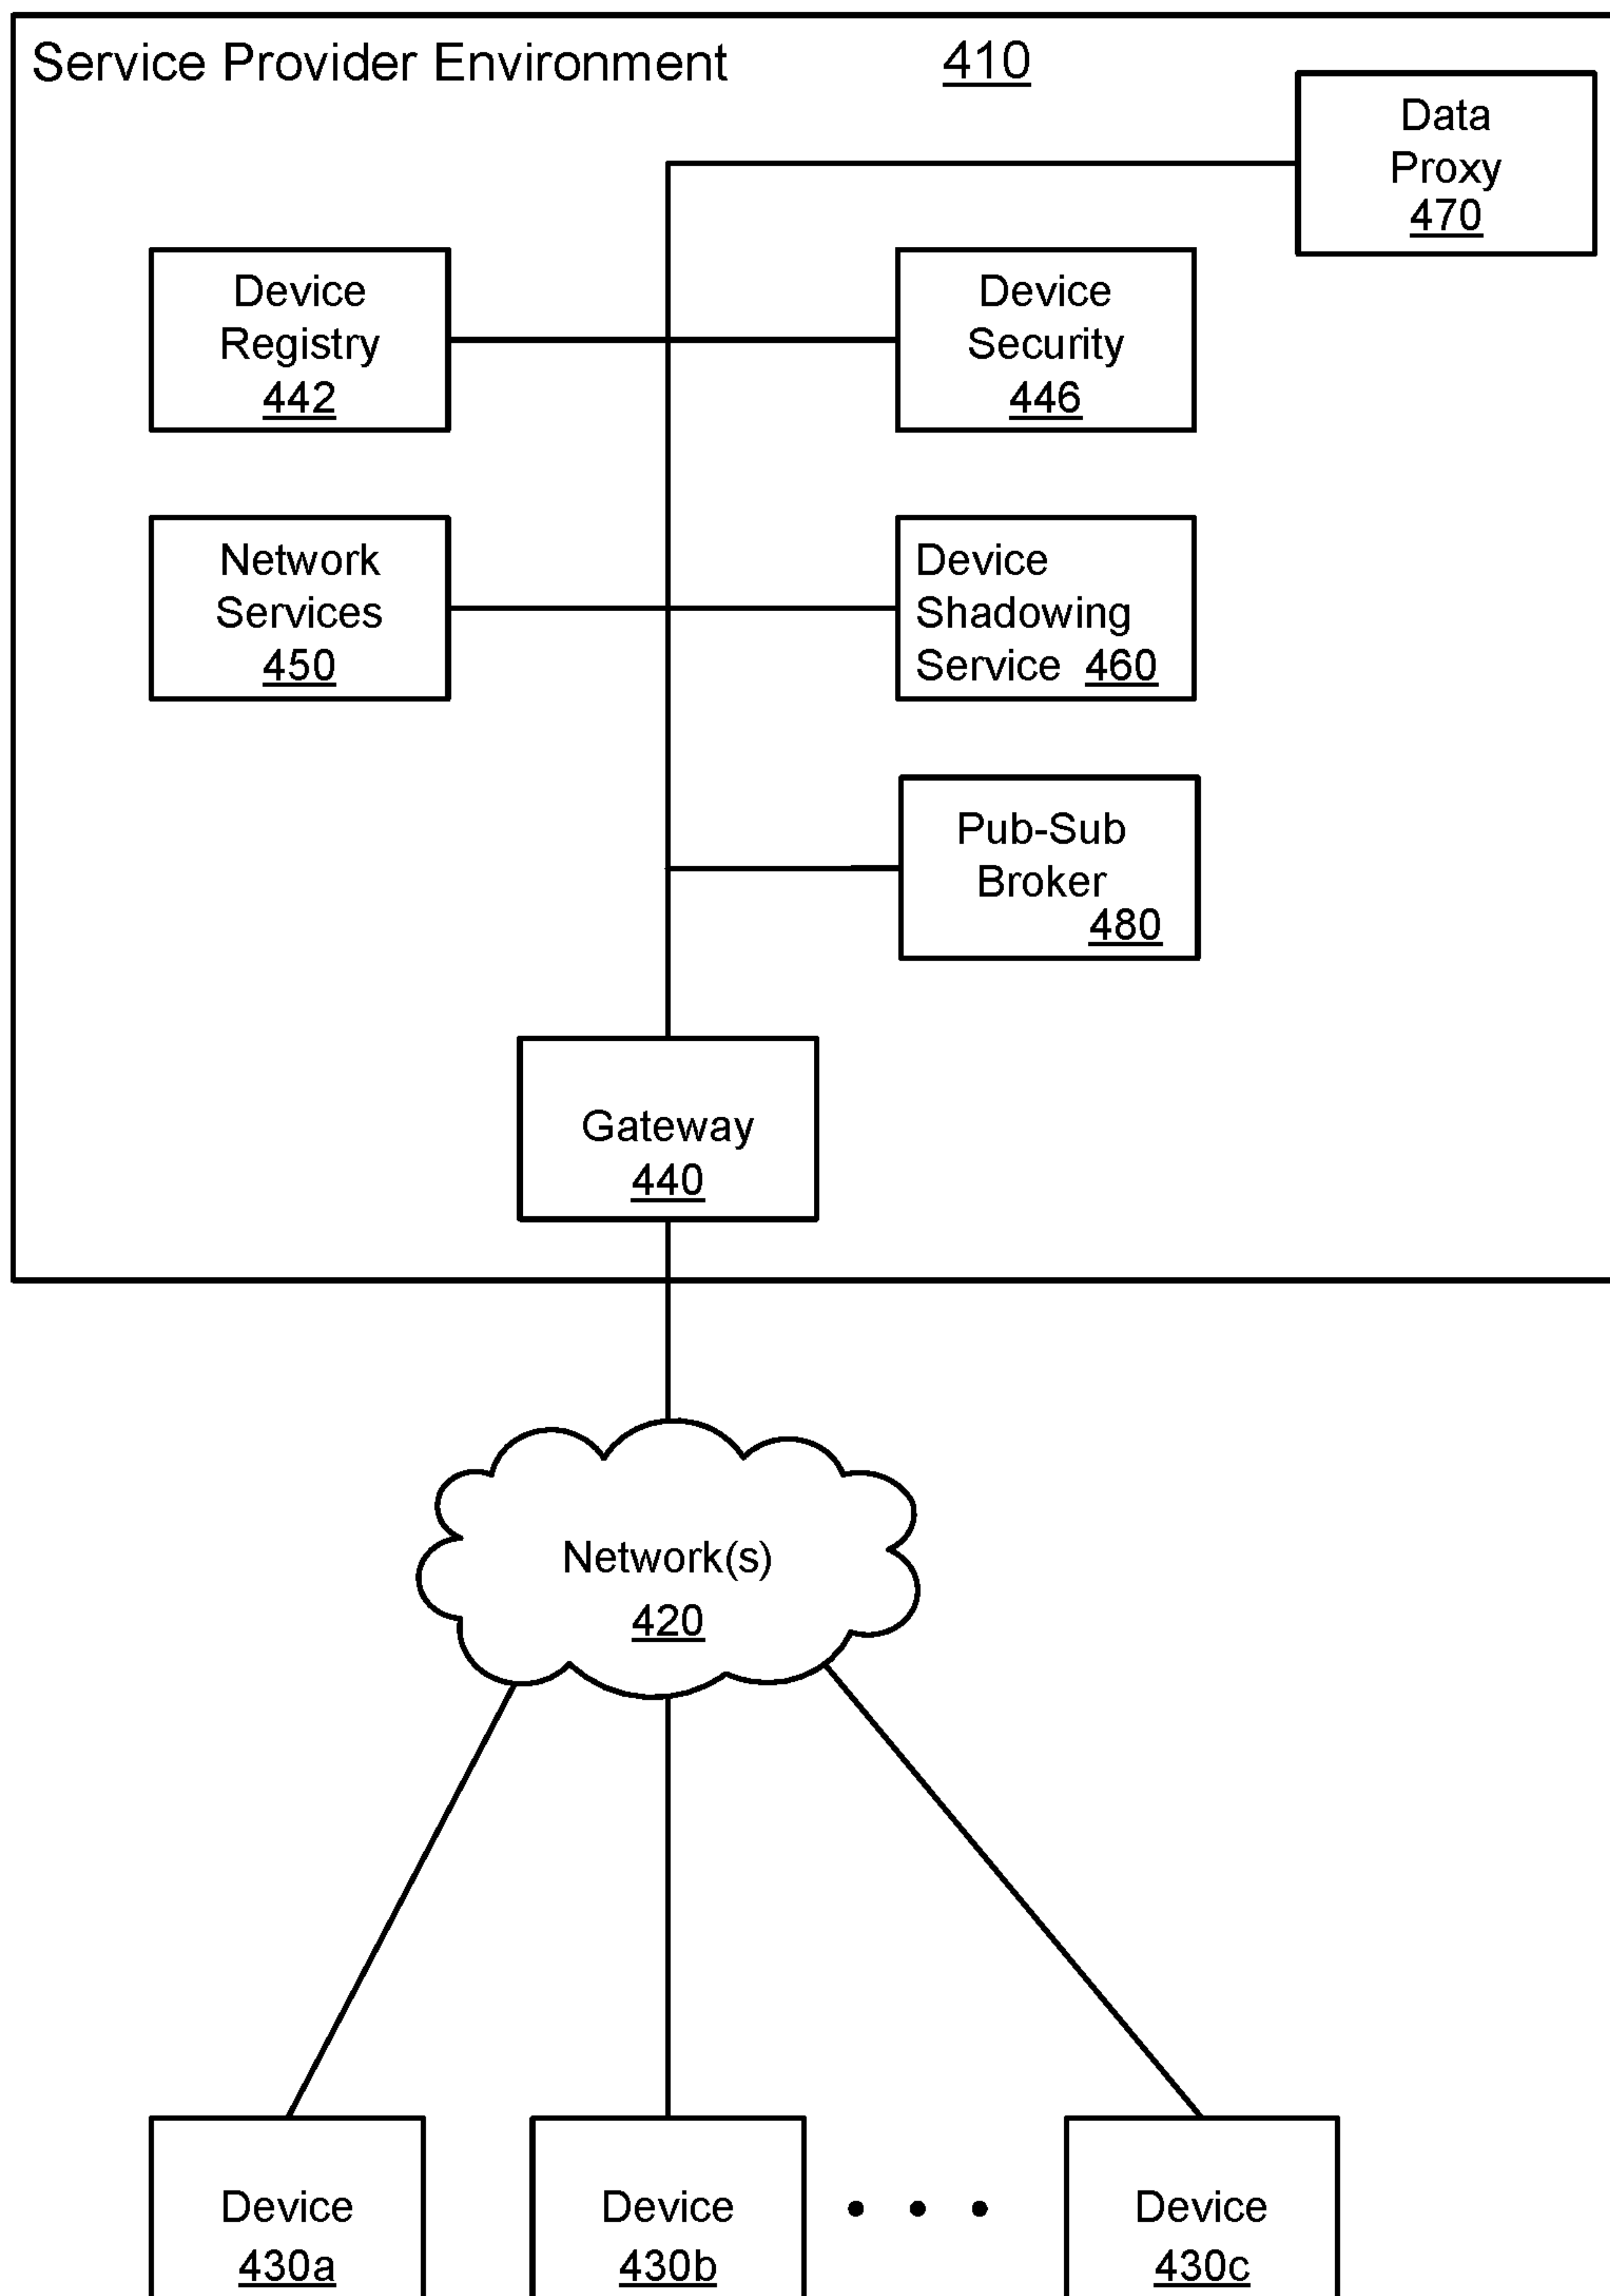 Service Provider Environment 410
Data
Proxy
470
Device
Registry
442
Device
Security
446
Network
Services
450
Device
Shadowing
Service 460
Pub-Sub
Broker
480
Gateway
440
Network(s)
420
Device
430a
Device
430b
Device
430c